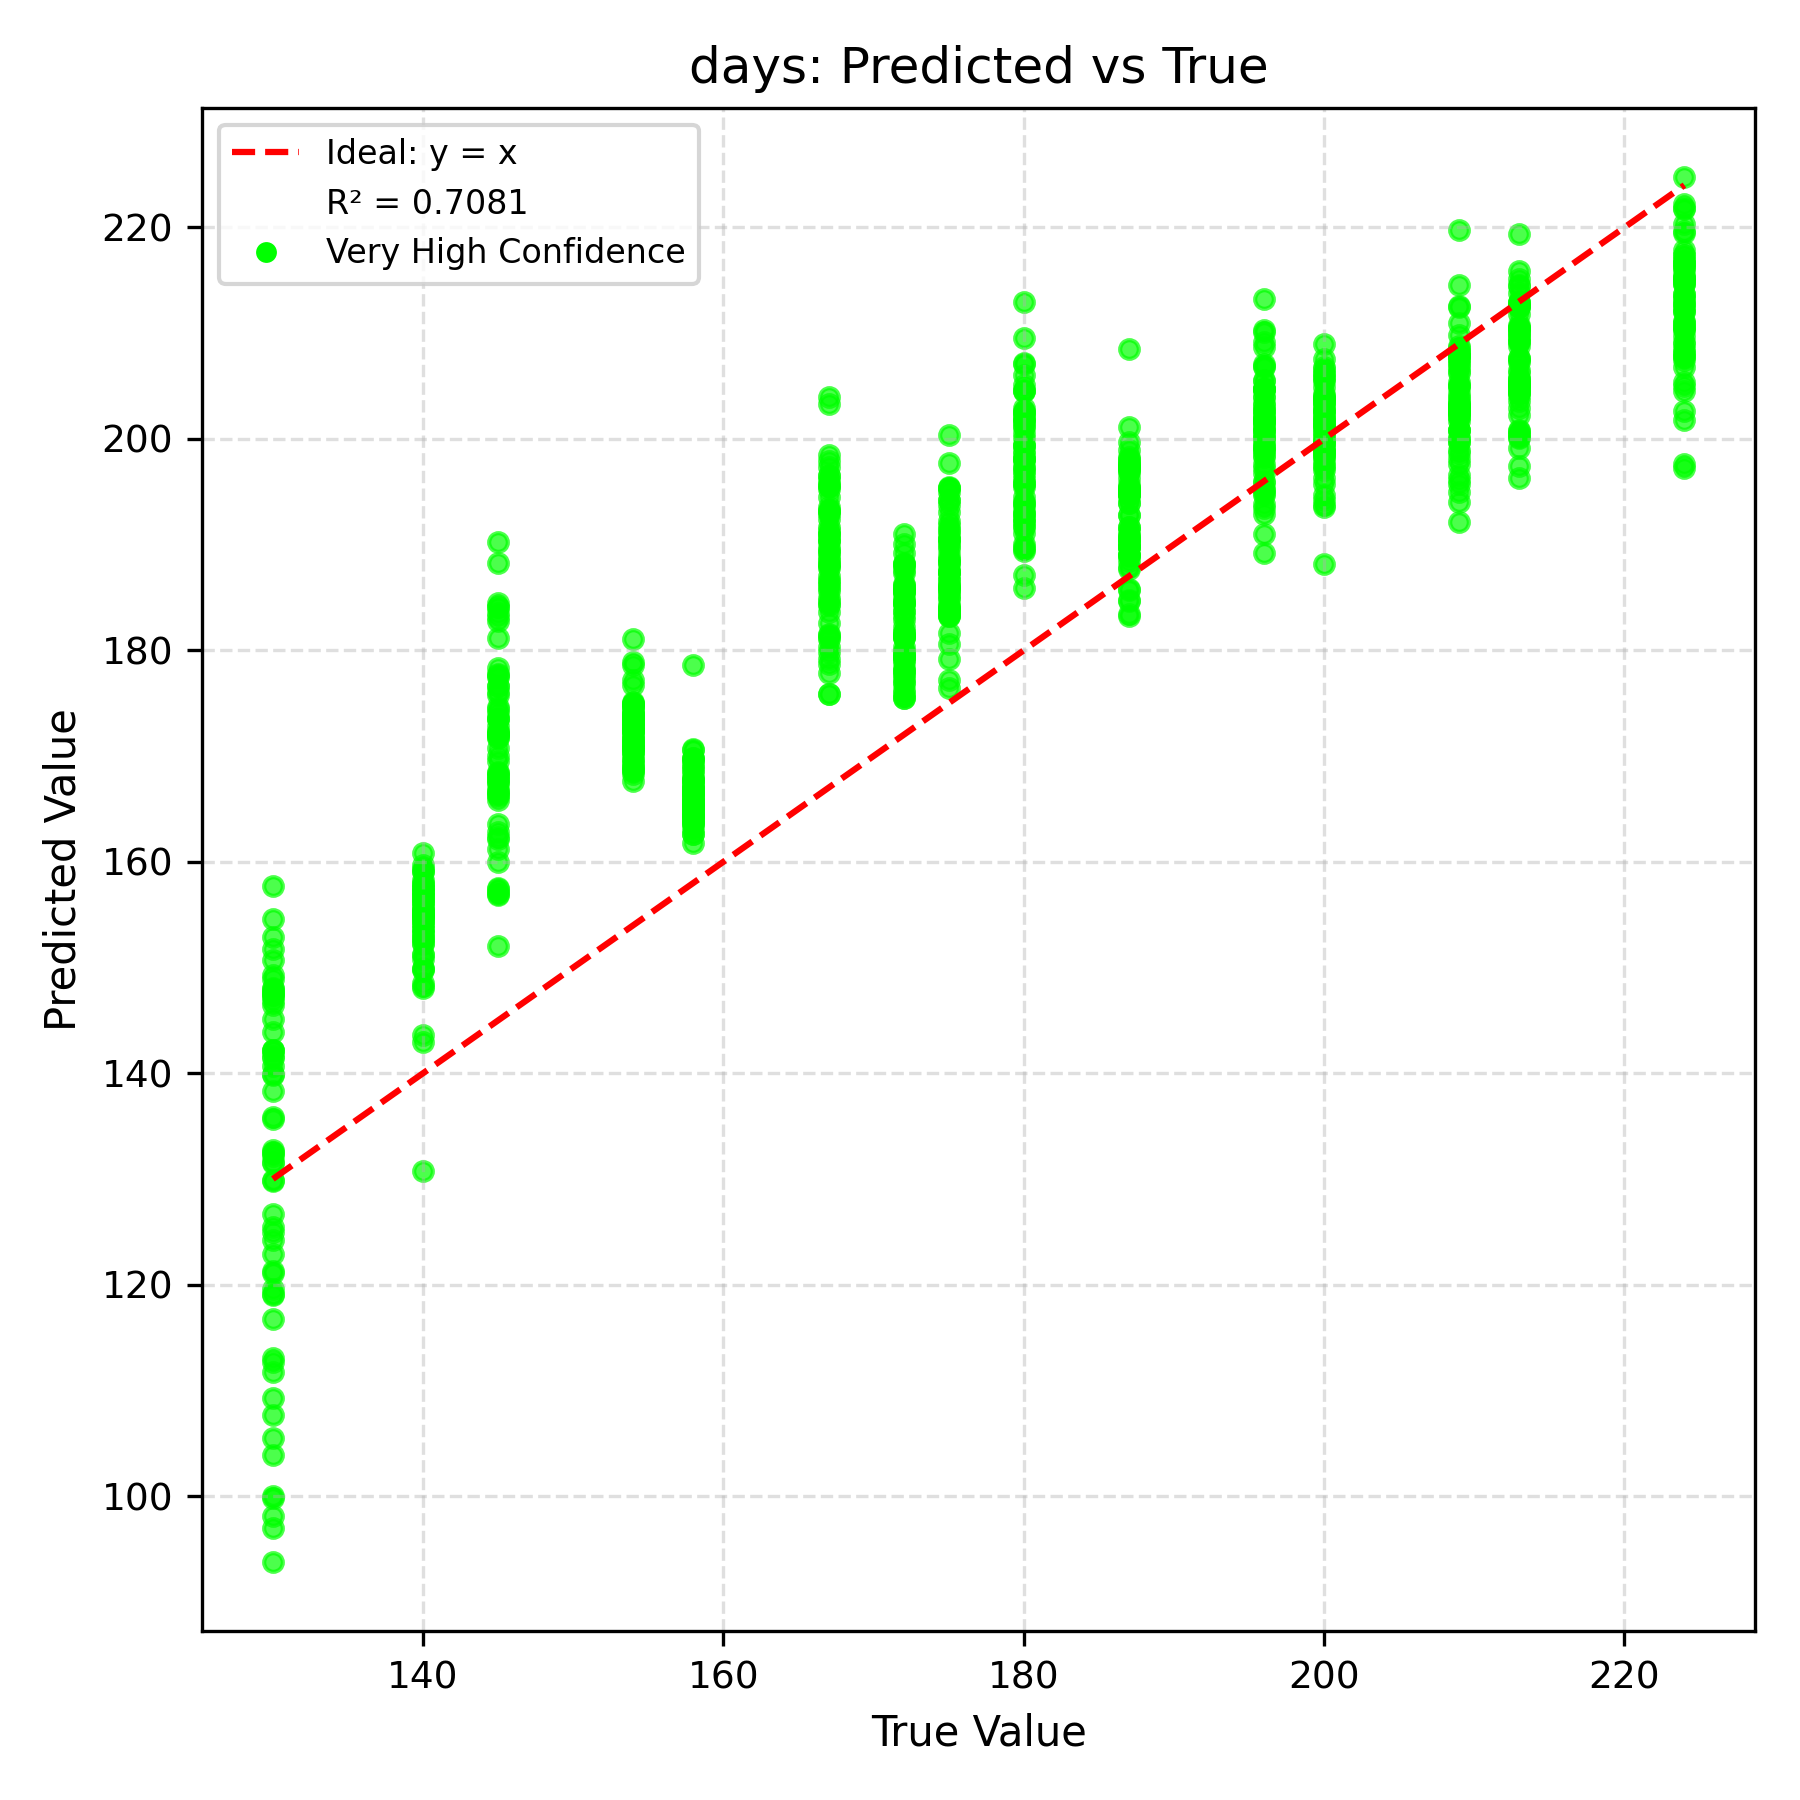 days: Predicted vs True
Ideal: y = x
R² = 0.7081
Very High Confidence
220
200
180
160
140
120
100
Predicted Value
140
160
180
200
220
True Value